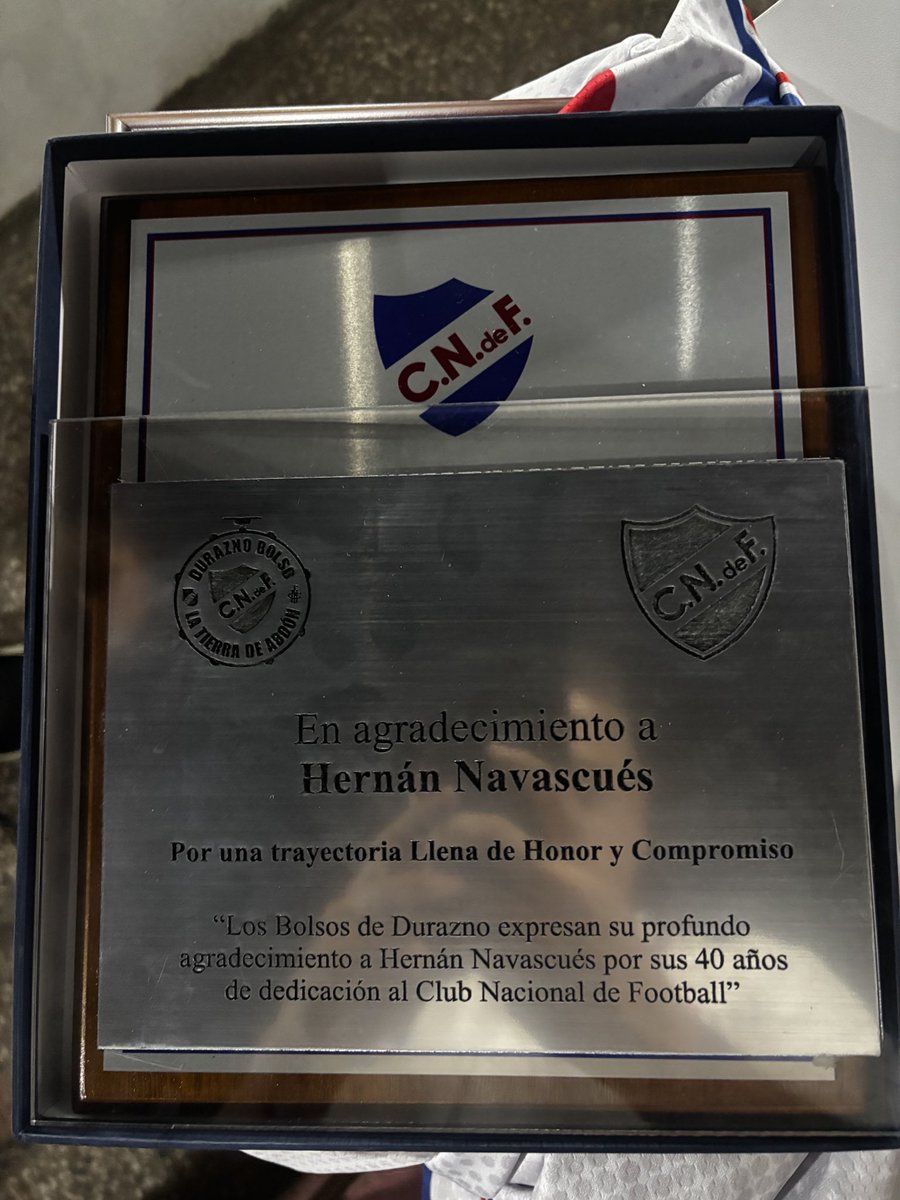 C.N.deF.
DURAZNO BOLSO
C.N.deF.
LA TIERRA DE ABDÓN
C.N.deF.
En agradecimiento a
Hernán Navascués
Por una trayectoria Llena de Honor y Compromiso
“Los Bolsos de Durazno expresan su profundo
agradecimiento a Hernán Navascués por sus 40 años
de dedicación al Club Nacional de Football”